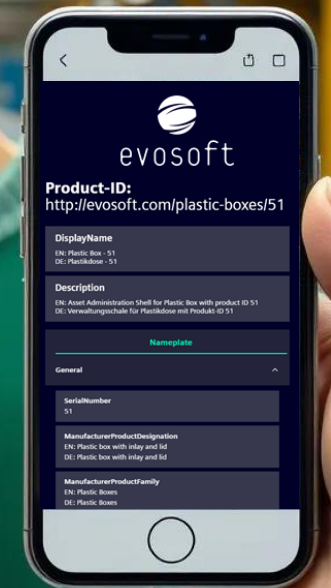 evosoft
Product-ID:
http://evosoft.com/plastic-boxes/51
DisplayName
EN: Plastic Box - 51
DE: Plastikdose - 51
Description
EN: Asset Administration Shell for Plastic Box with product ID 51
DE: Verwaltungsschale für Plastikdose mit Produkt-ID 51
Nameplate
General
SerialNumber
51
ManufacturerProductDesignation
EN: Plastic box with inlay and lid
DE: Plastic box with inlay and lid
ManufacturerProductFamily
EN: Plastic Boxes
DE: Plastic Boxes